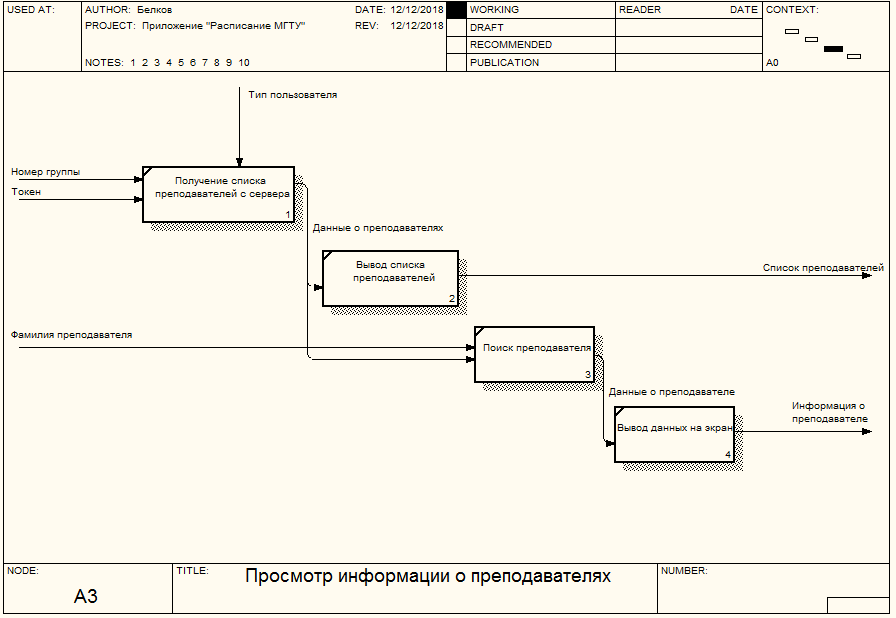 USED AT:
AUTHOR: Белков
DATE: 12/12/2018
PROJECT: Приложение "Расписание МГТУ"
REV: 12/12/2018
NOTES: 1 2 3 4 5 6 7 8 9 10
WORKING
DRAFT
RECOMMENDED
PUBLICATION
READER
DATE
CONTEXT:
A0
Тип пользователя
Номер группы
Токен
Получение списка
преподавателей с сервера
1
Данные о преподавателях
Вывод списка
преподавателей
2
Список преподавателей
Фамилия преподавателя
Поиск преподавателя
3
Данные о преподавателе
Вывод данных на экран
4
Информация о
преподавателе
NODE:
A3
TITLE:
Просмотр информации о преподавателях
NUMBER: